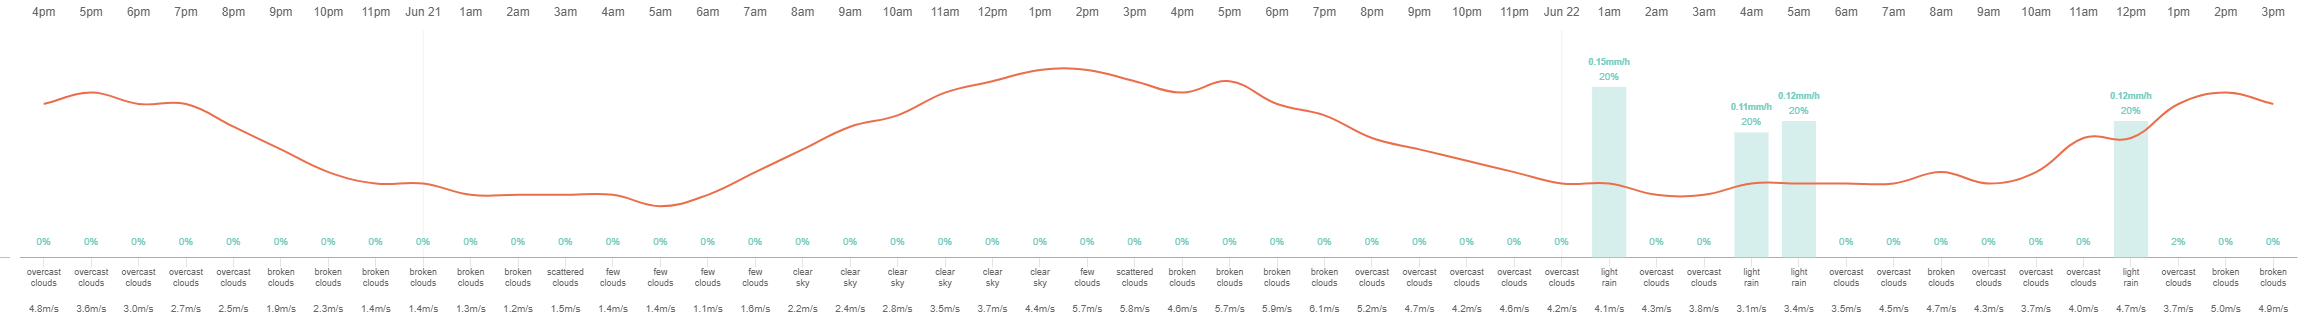 4pm 5pm 6pm 7pm 8pm 9pm 10pm 11pm Jun 21 1am 2am 3am 4am 5am 6am 7am 8am 9am 10am 11am 12pm 1pm 2pm 3pm 4pm 5pm 6pm 7pm 8pm 9pm 10pm 11pm Jun 22 1am 2am 3am 4am 5am 6am 7am 8am 9am 10am 11am 12pm 1pm 2pm 3pm
0.15mm/h
20%
0.12mm/h 0.12mm/h
0.11mm/h
20% 20%
20%
0% 0% 0% 0% 0% 0% 0% 0% 0% 0% 0% 0% 0% 0% 0% 0% 0% 0% 0% 0% 0% 0% 0% 0% 0% 0% 0% 0% 0% 0% 0% 0% 0% 0% 0% 0% 0% 0% 0% 0% 0% 2% 0% 0%
overcast overcast overcast overcast overcast broken broken broken broken broken broken scattered few few few few clear clear clear clear clear clear few scattered broken broken broken broken overcast overcast overcast overcast overcast light overcast overcast light light overcast overcast broken overcast overcast overcast light overcast broken broken
clouds clouds clouds clouds clouds clouds clouds clouds clouds clouds clouds clouds clouds clouds clouds clouds sky sky sky sky sky sky clouds clouds clouds clouds clouds clouds clouds clouds clouds clouds clouds rain clouds clouds rain rain clouds clouds clouds clouds clouds clouds rain clouds clouds clouds
4.8m/s 3.6m/s 3.0m/s 2.7m/s 2.5m/s 1.9m/s 2.3m/s 1.4m/s 1.4m/s 1.3m/s 1.2m/s 1.5m/s 1.4m/s 1.4m/s 1.1m/s 1.6m/s 2.2m/s 2.4m/s 2.8m/s 3.5m/s 3.7m/s 4.4m/s 5.7m/s 5.8m/s 4.6m/s 5.7m/s 5.9m/s 6.1m/s 5.2m/s 4.7m/s 4.2m/s 4.6m/s 4.2m/s 4.1m/s 4.3m/s 3.8m/s 3.1m/s 3.4m/s 3.5m/s 4.5m/s 4.7m/s 4.3m/s 3.7m/s 4.0m/s 4.7m/s 3.7m/s 5.0m/s 4.9m/s